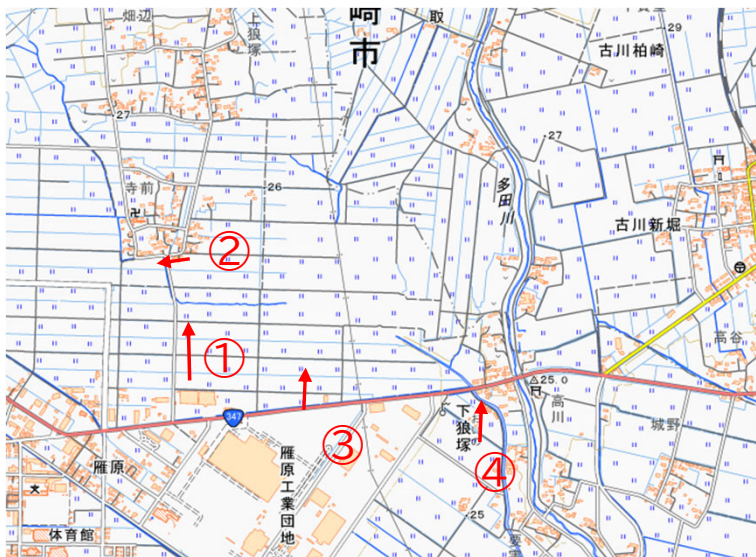 畑辺
上狼塚
崎市
取
29
古川柏崎
27
27
寺前
26
多田川
古川新堀
②
①
高谷
25.0
高川
347
下狼塚
城野
③
④
雁原
雁原工業団地
25
体育館